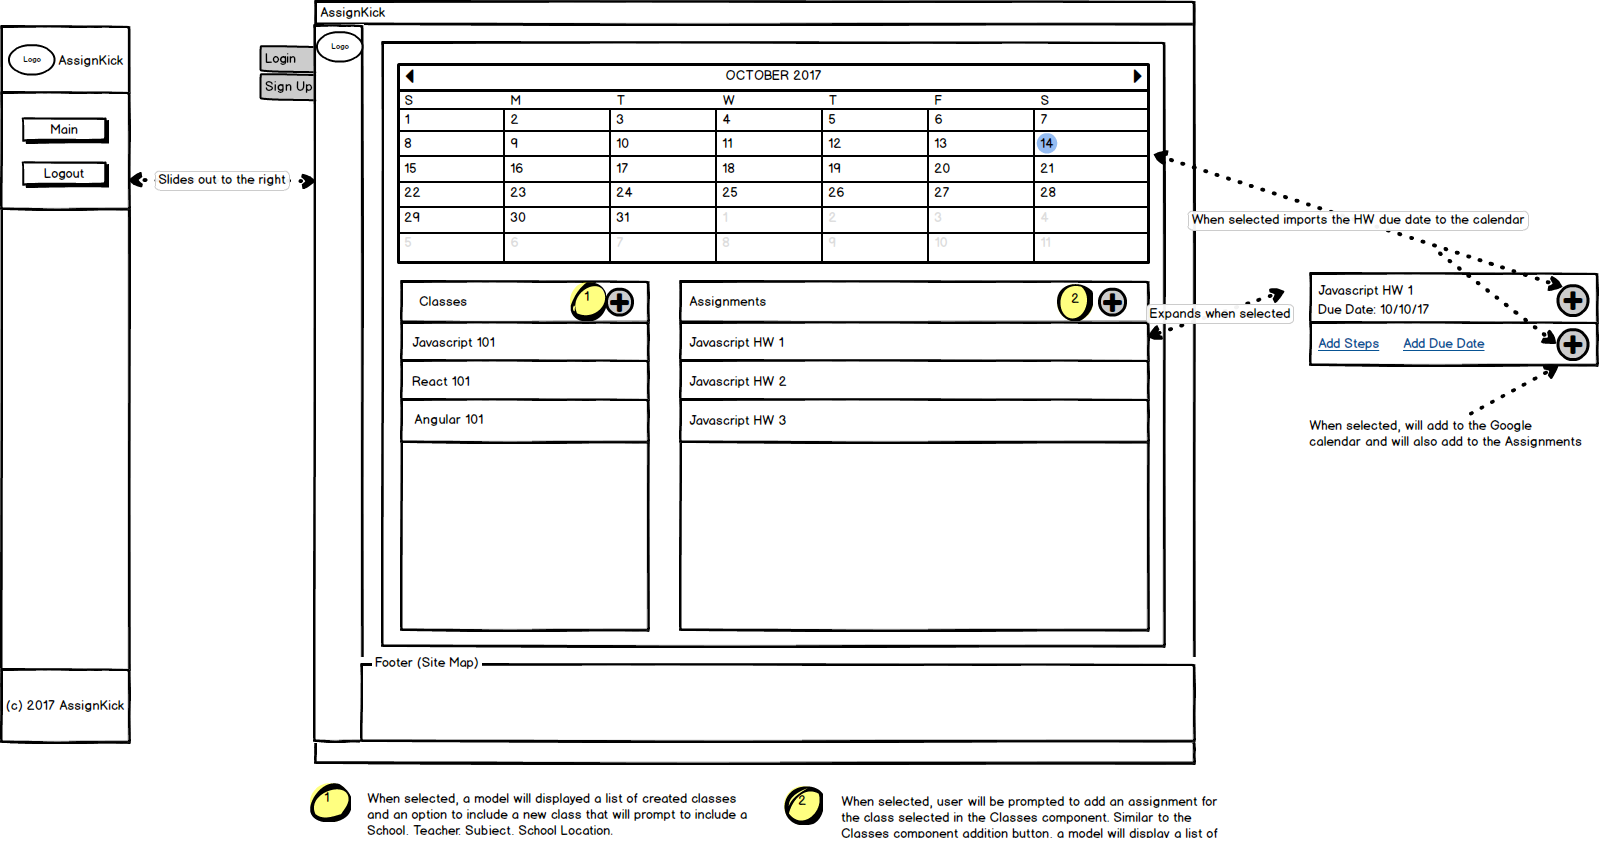 AssignKick
Logo
AssignKick
Main
Logout
(c) 2017 AssignKick
Slides out to the right
Login
Sign Up
Logo
OCTOBER 2017
S M T W T F S
1 2 3 4 5 6 7
8 9 10 11 12 13 14
15 16 17 18 19 20 21
22 23 24 25 26 27 28
29 30 31 1 2 3 4
5 6 7 8 9 10 11
Classes
1
Javascript 101
React 101
Angular 101
Assignments
2
Javascript HW 1
Javascript HW 2
Javascript HW 3
Footer (Site Map)
When selected imports the HW due date to the calendar
Expands when selected
Javascript HW 1
Due Date: 10/10/17
Add Steps Add Due Date
When selected, will add to the Google
calendar and will also add to the Assignments
1
When selected, a model will displayed a list of created classes
and an option to include a new class that will prompt to include a
School, Teacher, Subject, School Location.
2
When selected, user will be prompted to add an assignment for
the class selected in the Classes component. Similar to the
Classes component addition button, a model will display a list of